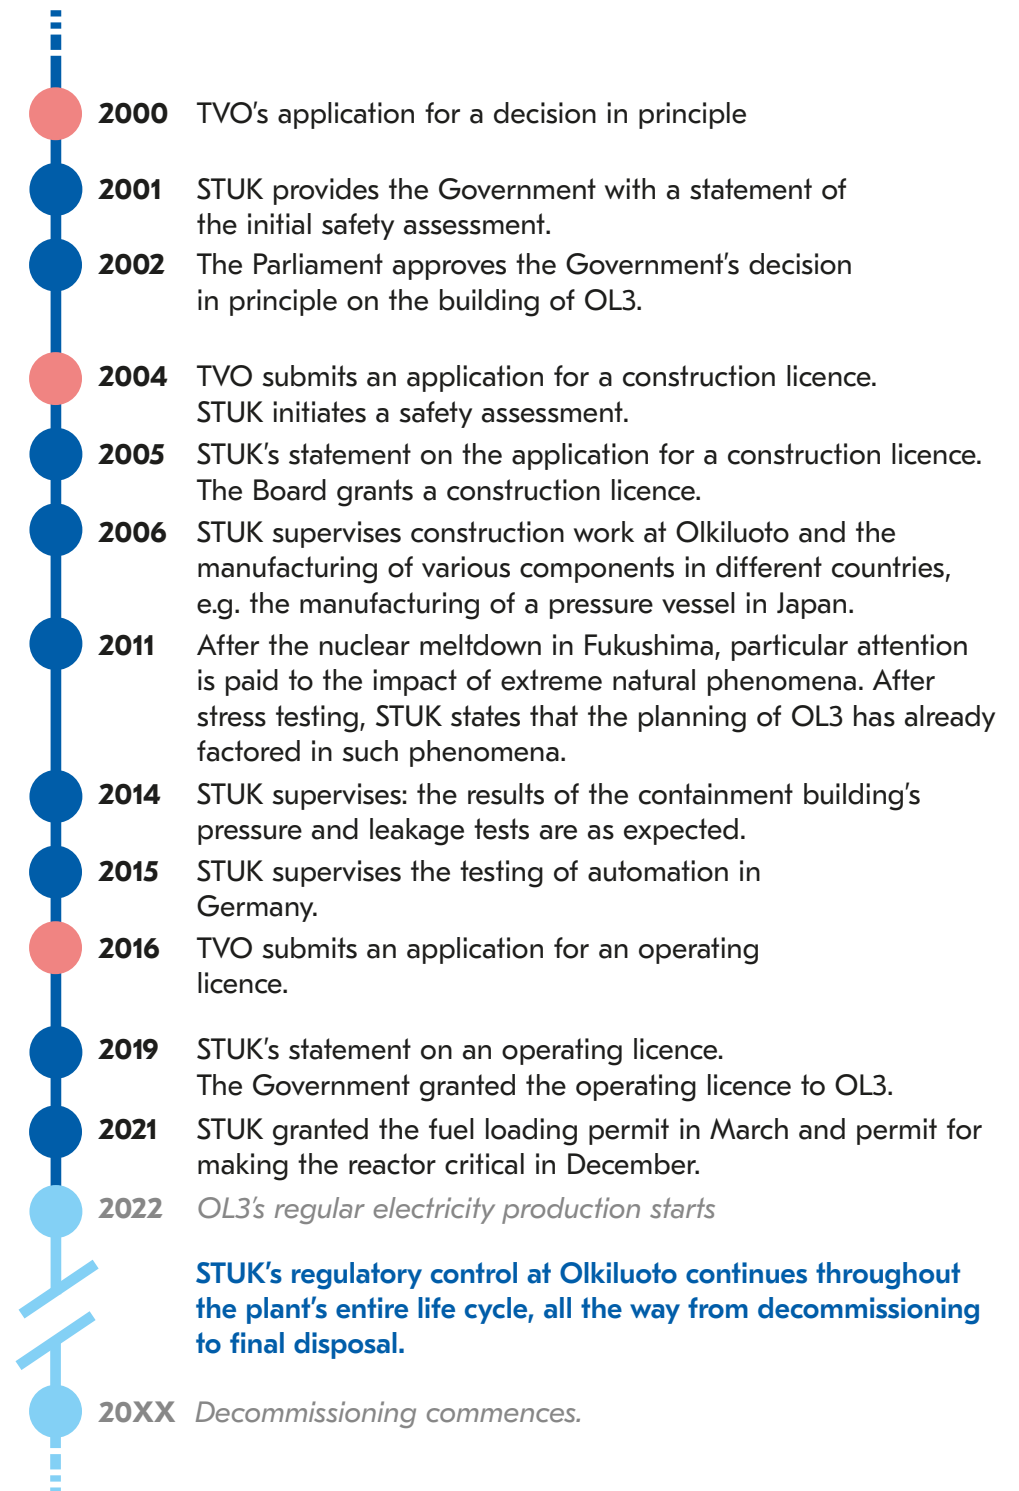 2000 TVO's application for a decision in principle
2001 STUK provides the Government with a statement of
the initial safety assessment.
2002 The Parliament approves the Government's decision
in principle on the building of OL3.
2004 TVO submits an application for a construction licence.
STUK initiates a safety assessment.
2005 STUK's statement on the application for a construction licence.
The Board grants a construction licence.
2006 STUK supervises construction work at Olkiluoto and the
manufacturing of various components in different countries,
e.g. the manufacturing of a pressure vessel in Japan.
2011 After the nuclear meltdown in Fukushima, particular attention
is paid to the impact of extreme natural phenomena. After
stress testing, STUK states that the planning of OL3 has already
factored in such phenomena.
2014 STUK supervises: the results of the containment building's
pressure and leakage tests are as expected.
2015 STUK supervises the testing of automation in
Germany.
2016 TVO submits an application for an operating
licence.
2019 STUK's statement on an operating licence.
The Government granted the operating licence to OL3.
2021 STUK granted the fuel loading permit in March and permit for
making the reactor critical in December.
2022 OL3's regular electricity production starts
STUK's regulatory control at Olkiluoto continues throughout
the plant's entire life cycle, all the way from decommissioning
to final disposal.
20XX Decommissioning commences.